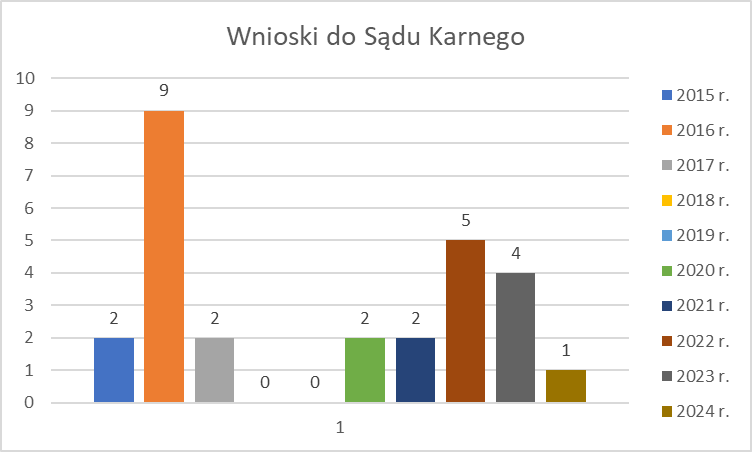 Wnioski do Sądu Karnego
10
9
8
7
6
5
4
3
2
1
0
2
9
2
0
0
2
2
5
4
1
1
2015 r.
2016 r.
2017 r.
2018 r.
2019 r.
2020 r.
2021 r.
2022 r.
2023 r.
2024 r.